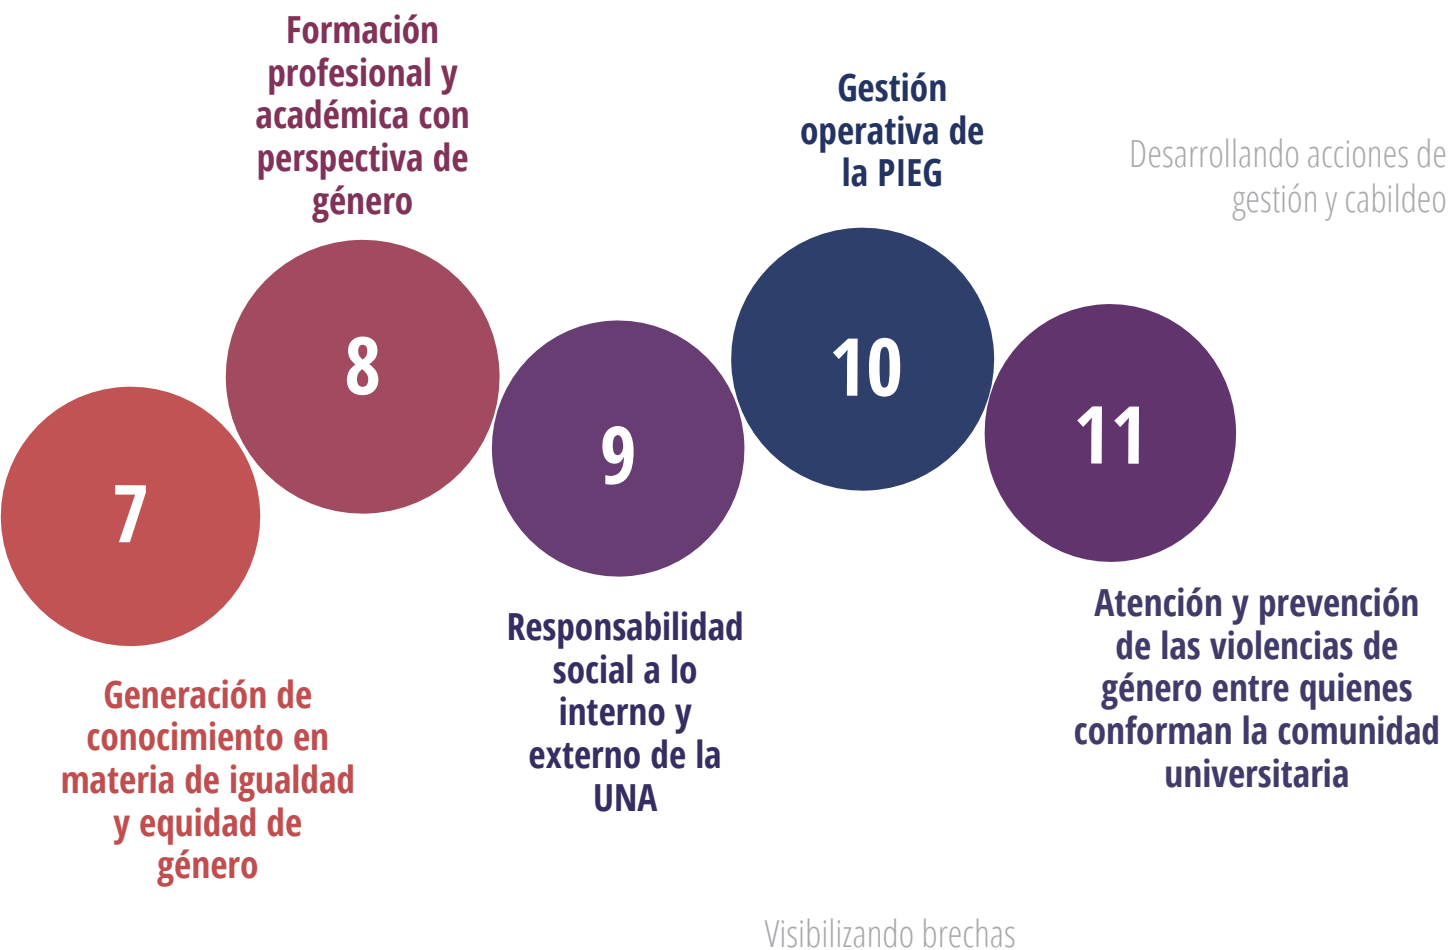 Formación
profesional y
académica con
perspectiva de
género
Gestión
operativa de
la PIEG
Desarrollando acciones de
gestión y cabildeo
8
10
11
9
7
Generación de
conocimiento en
materia de igualdad
y equidad de
género
Responsabilidad
social a lo
interno y
externo de la
UNA
Atención y prevención
de las violencias de
género entre quienes
conforman la comunidad
universitaria
Visibilizando brechas